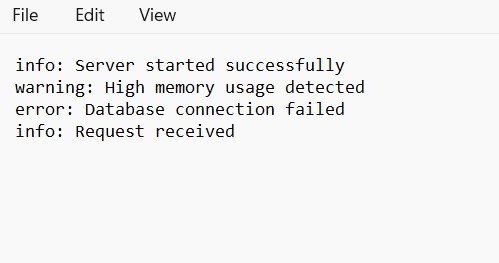 File Edit View
info: Server started successfully
warning: High memory usage detected
error: Database connection failed
info: Request received